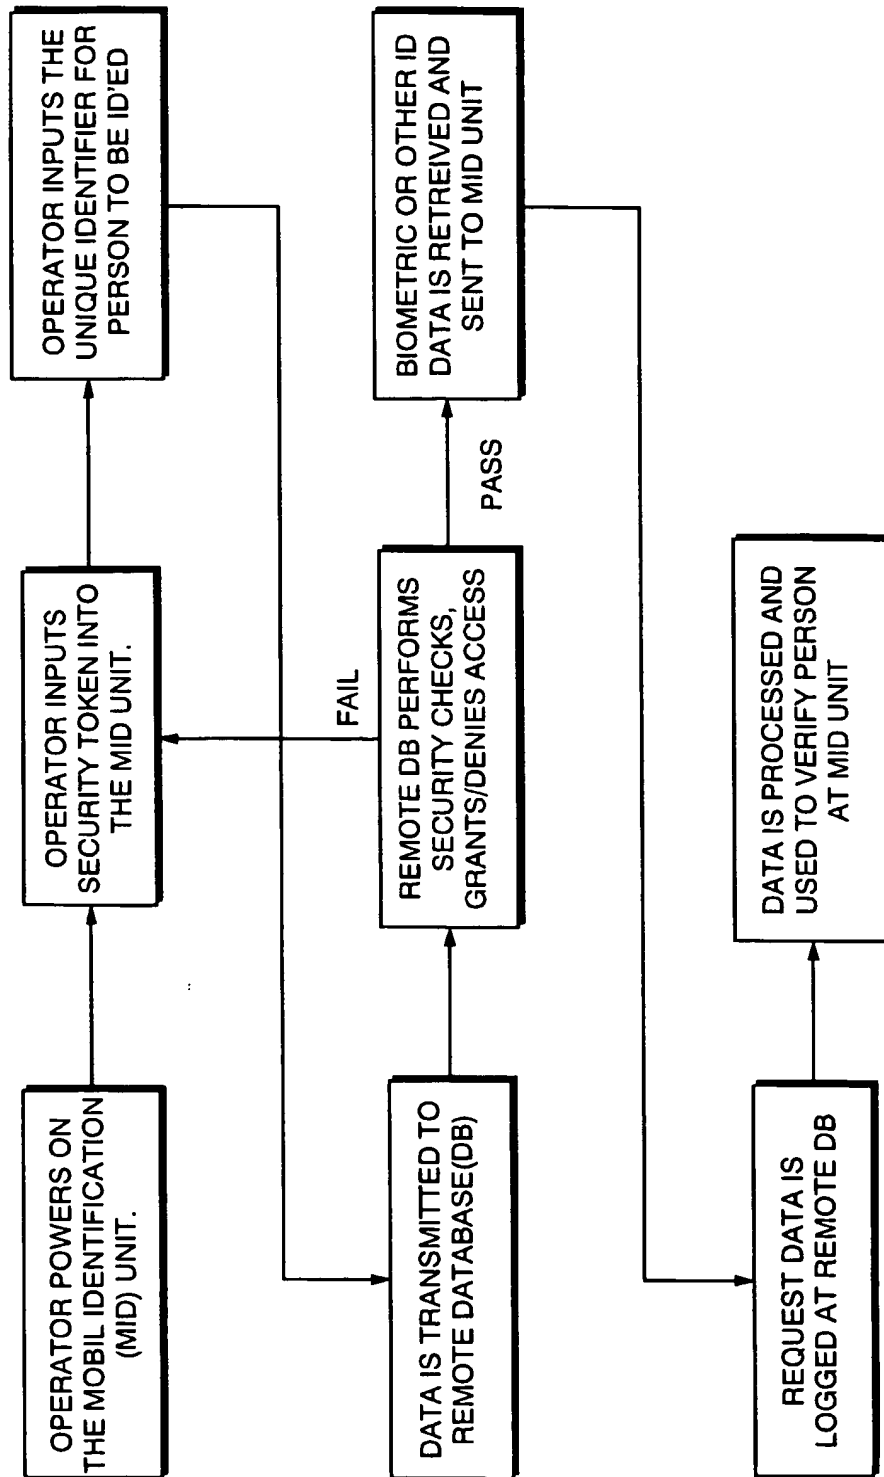 OPERATOR POWERS ON
THE MOBIL IDENTIFICATION
(MID) UNIT.
OPERATOR INPUTS
SECURITY TOKEN INTO
THE MID UNIT.
OPERATOR INPUTS THE
UNIQUE IDENTIFIER FOR
PERSON TO BE ID'ED
DATA IS TRANSMITTED TO
REMOTE DATABASE(DB)
FAIL
REMOTE DB PERFORMS
SECURITY CHECKS,
GRANTS/DENIES ACCESS
PASS
BIOMETRIC OR OTHER ID
DATA IS RETREIVED AND
SENT TO MID UNIT
REQUEST DATA IS
LOGGED AT REMOTE DB
DATA IS PROCESSED AND
USED TO VERIFY PERSON
AT MID UNIT